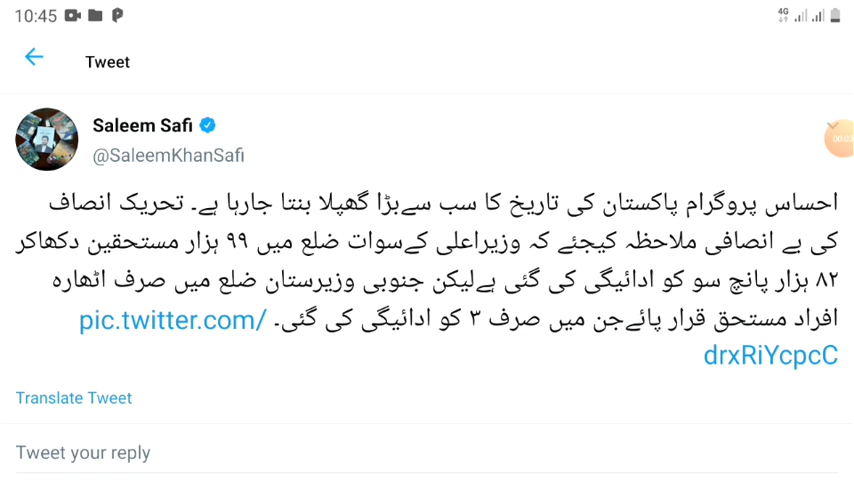 10:45
4G
Tweet
Saleem Safi
@SaleemKhanSafi
احساس پروگرام پاکستان کی تاریخ کا سب سےبڑا گھپلا بنتا جارہا ہے۔ تحریک انصاف
کی بے انصافی ملاحظہ کیجئے کہ وزیراعلی کےسوات ضلع میں ۹۹ ہزار مستحقین دکھاکر
۸۲ ہزار پانچ سو کو ادائیگی کی گئی ہےلیکن جنوبی وزیرستان ضلع میں صرف اٹھارہ
افراد مستحق قرار پائےجن میں صرف ۳ کو ادائیگی کی گئی۔ pic.twitter.com/
drxRiYcpcC
Translate Tweet
Tweet your reply